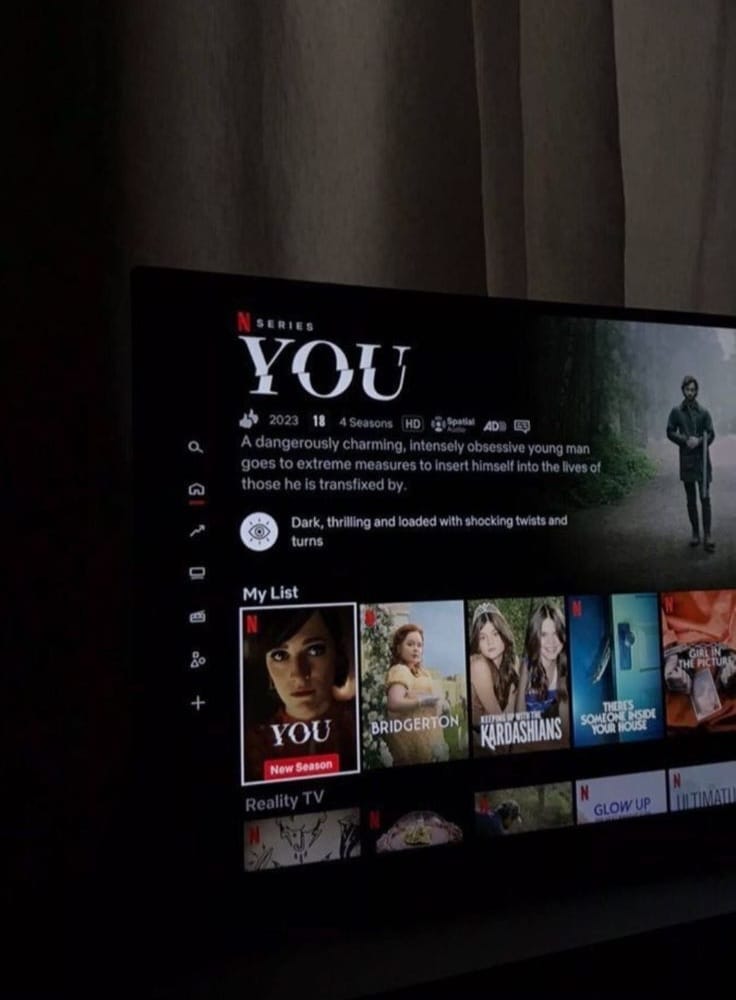 N SERIES
YOU
2023 18 4 Seasons HD Spatial Audio AD
A dangerously charming, intensely obsessive young man
goes to extreme measures to insert himself into the lives of
those he is transfixed by.
Dark, thrilling and loaded with shocking twists and
turns
My List
N
YOU
New Season
N
BRIDGERTON
KEEPING UP WITH THE
KARDASHIANS
N
THERE'S
SOMEONE INSIDE
YOUR HOUSE
N
GIRL IN
THE PICTURE
Reality TV
N
N
N
N
GLOW UP
N
ULTIMATU